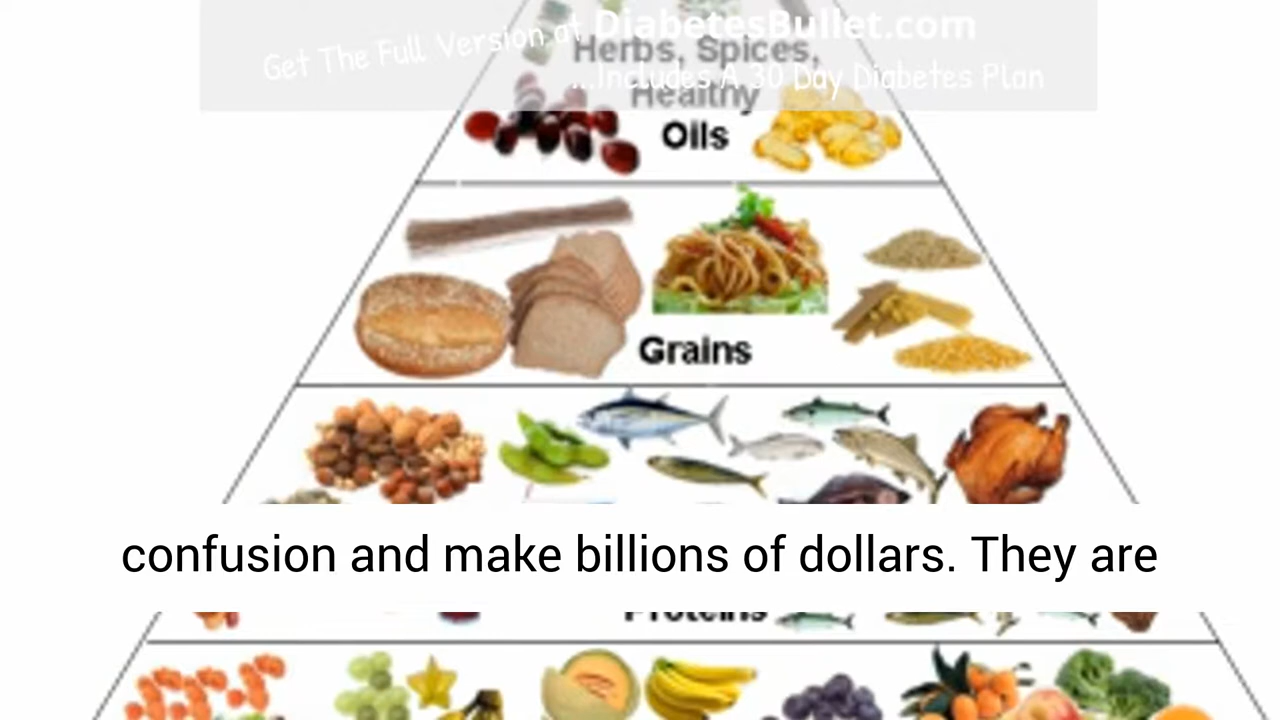 Get The Full Version at DiabetesBullet.com
...Includes A 30 Day Diabetes Plan
Herbs, Spices,
Healthy
Oils
Grains
confusion and make billions of dollars. They are
Proteins